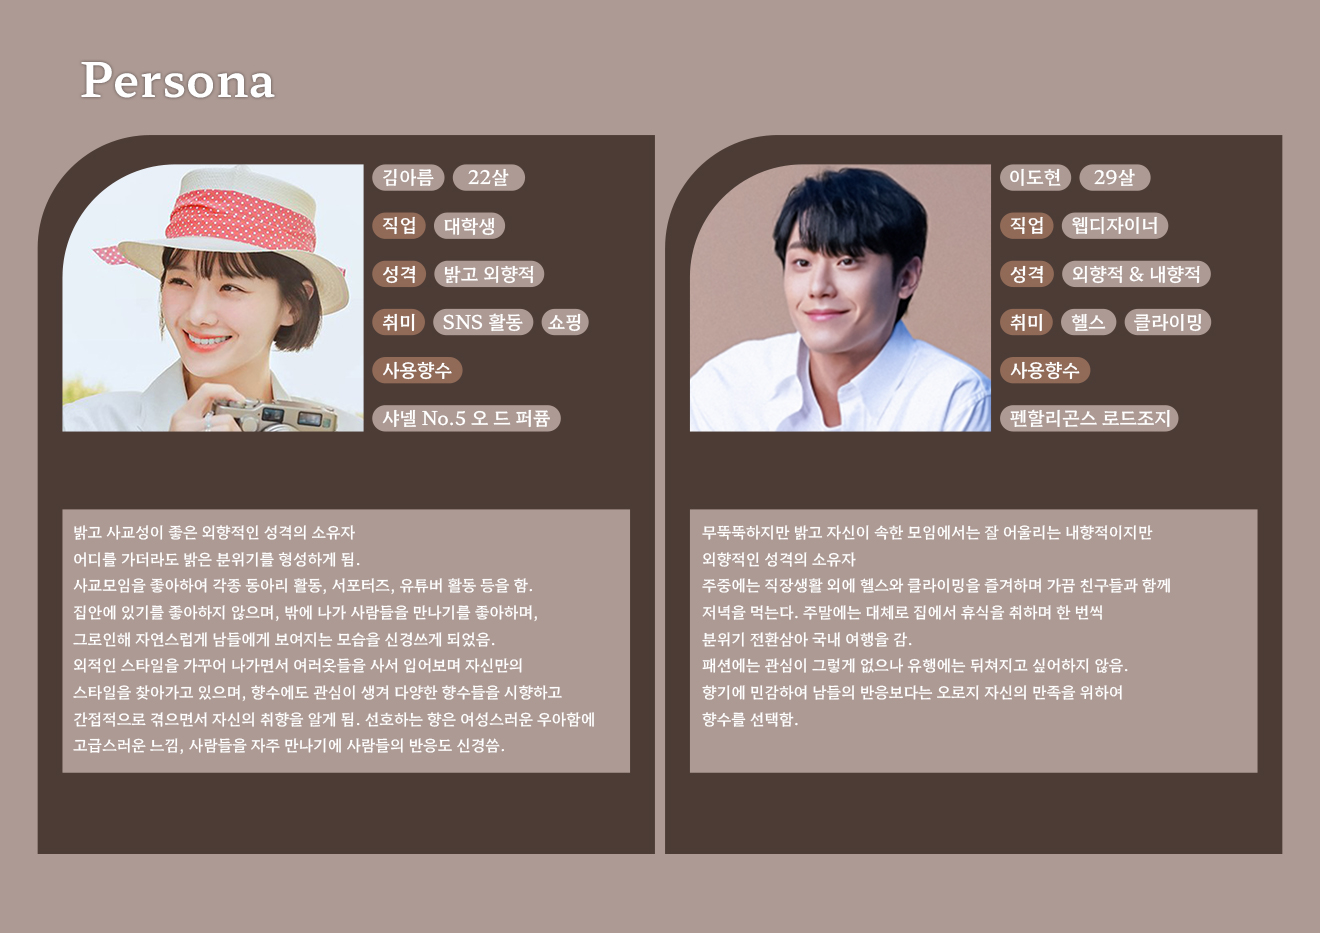 Persona
김아름 22살
직업 대학생
성격 밝고 외향적
취미 SNS 활동 쇼핑
사용향수
샤넬 No.5 오 드 퍼퓸
밝고 사교성이 좋은 외향적인 성격의 소유자
어디를 가더라도 밝은 분위기를 형성하게 됨.
사교모임을 좋아하여 각종 동아리 활동, 서포터즈, 유튜버 활동 등을 함.
집안에 있기를 좋아하지 않으며, 밖에 나가 사람들을 만나기를 좋아하며,
그로인해 자연스럽게 남들에게 보여지는 모습을 신경쓰게 되었음.
외적인 스타일을 가꾸어 나가면서 여러옷들을 사서 입어보며 자신만의
스타일을 찾아가고 있으며, 향수에도 관심이 생겨 다양한 향수들을 시향하고
간접적으로 겪으면서 자신의 취향을 알게 됨. 선호하는 향은 여성스러운 우아함에
고급스러운 느낌, 사람들을 자주 만나기에 사람들의 반응도 신경씀.
이도현 29살
직업 웹디자이너
성격 외향적 & 내향적
취미 헬스 클라이밍
사용향수
펜할리곤스 로드조지
무뚝뚝하지만 밝고 자신이 속한 모임에서는 잘 어울리는 내향적이지만
외향적인 성격의 소유자
주중에는 직장생활 외에 헬스와 클라이밍을 즐겨하며 가끔 친구들과 함께
저녁을 먹는다. 주말에는 대체로 집에서 휴식을 취하며 한 번씩
분위기 전환삼아 국내 여행을 감.
패션에는 관심이 그렇게 없으나 유행에는 뒤쳐지고 싶어하지 않음.
향기에 민감하여 남들의 반응보다는 오로지 자신의 만족을 위하여
향수를 선택함.